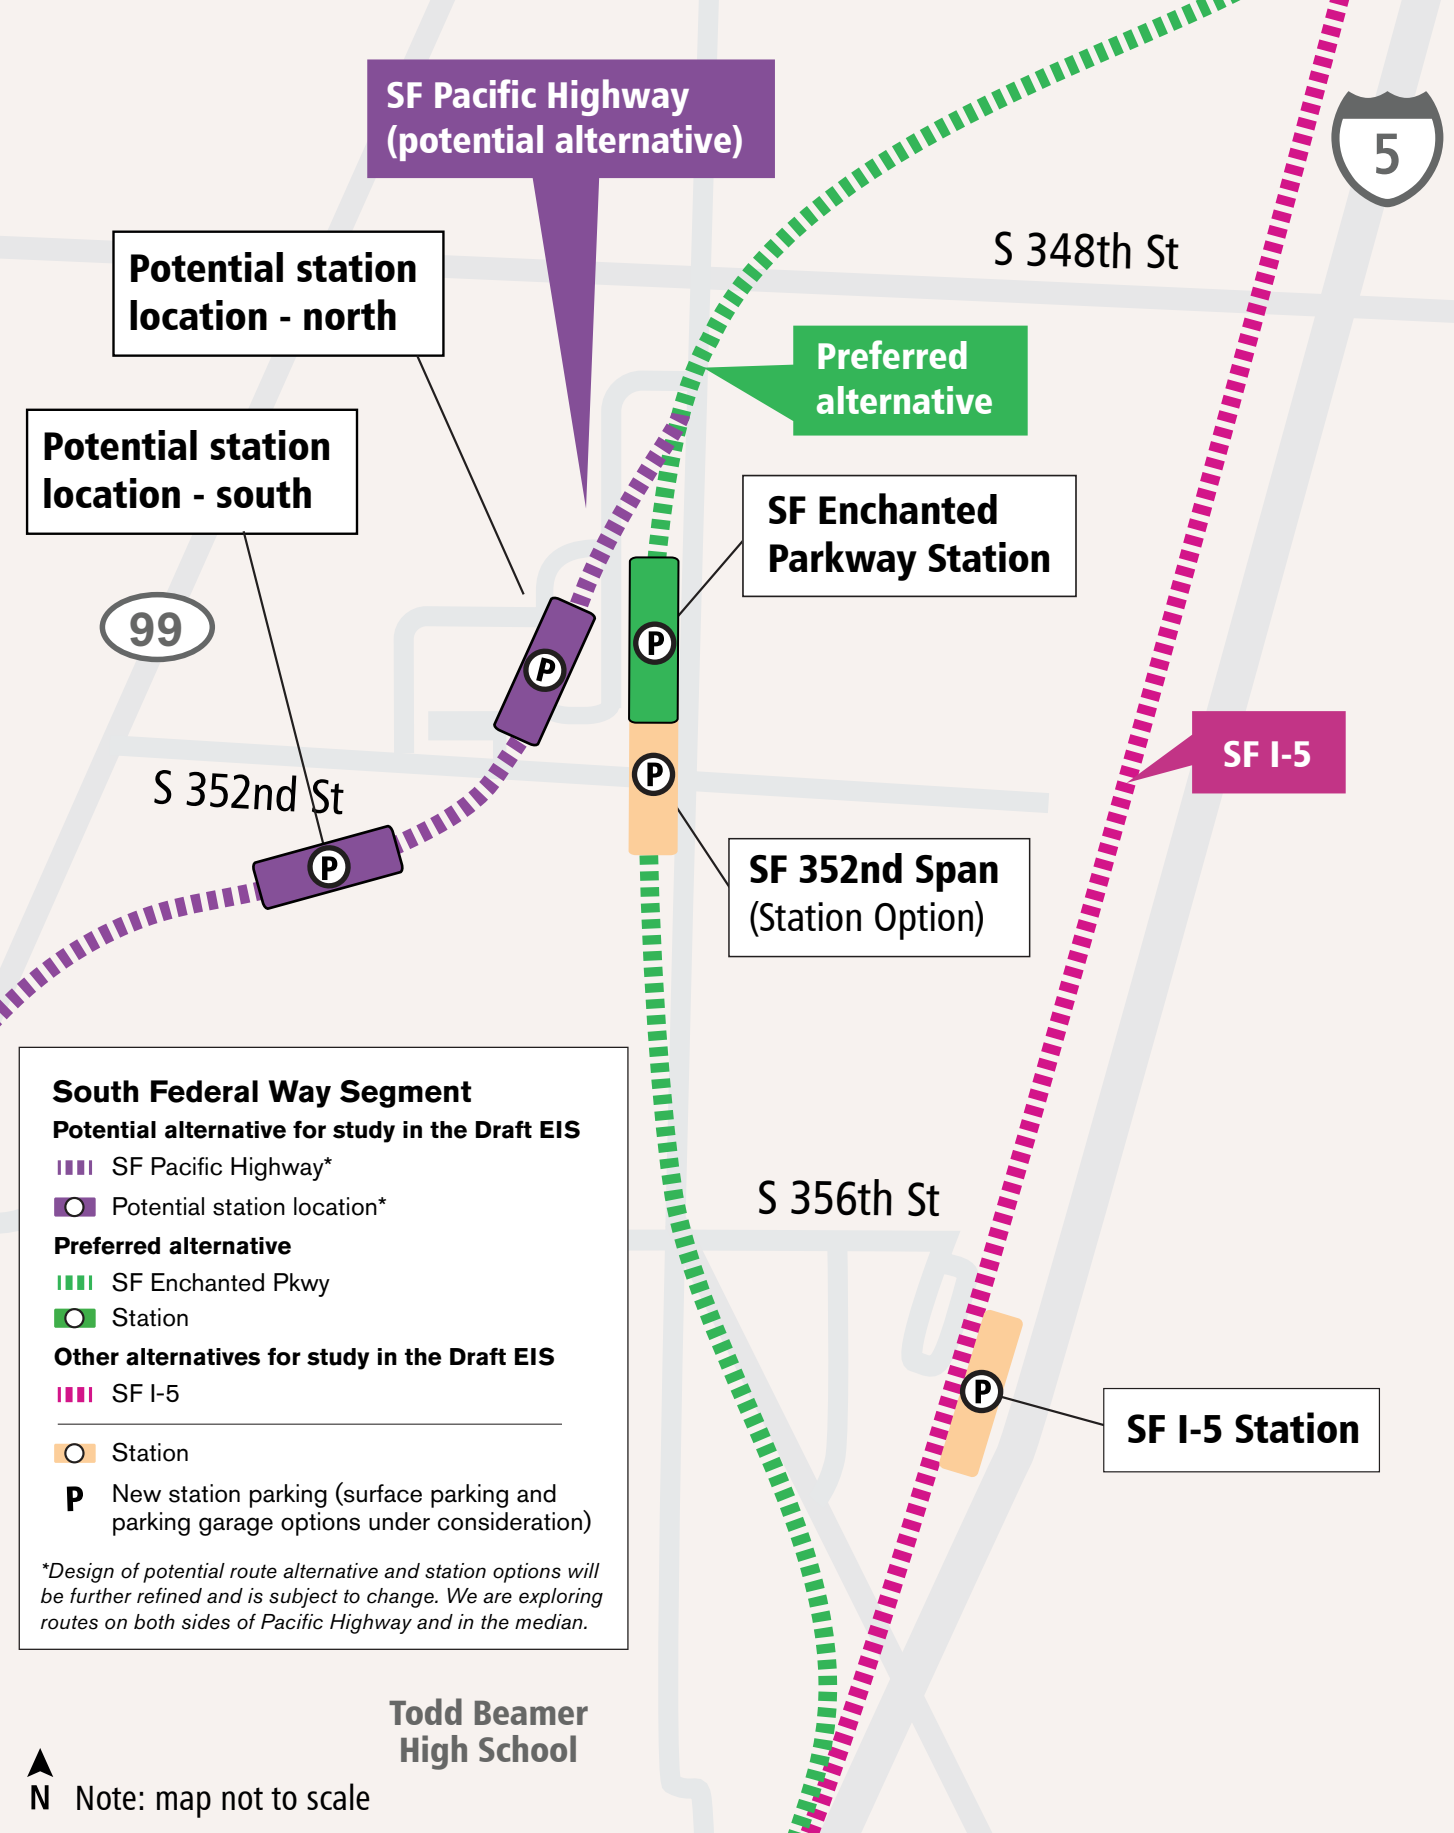 SF Pacific Highway
(potential alternative)
5
Potential station
location - north
S 348th St
Preferred
alternative
Potential station
location - south
SF Enchanted
Parkway Station
99
P
P
SF I-5
P
S 352nd St
P
SF 352nd Span
(Station Option)
South Federal Way Segment
Potential alternative for study in the Draft EIS
SF Pacific Highway*
Potential station location*
Preferred alternative
SF Enchanted Pkwy
Station
Other alternatives for study in the Draft EIS
SF I-5
Station
P New station parking (surface parking and
parking garage options under consideration)
*Design of potential route alternative and station options will
be further refined and is subject to change. We are exploring
routes on both sides of Pacific Highway and in the median.
S 356th St
P
SF I-5 Station
Todd Beamer
High School
N Note: map not to scale